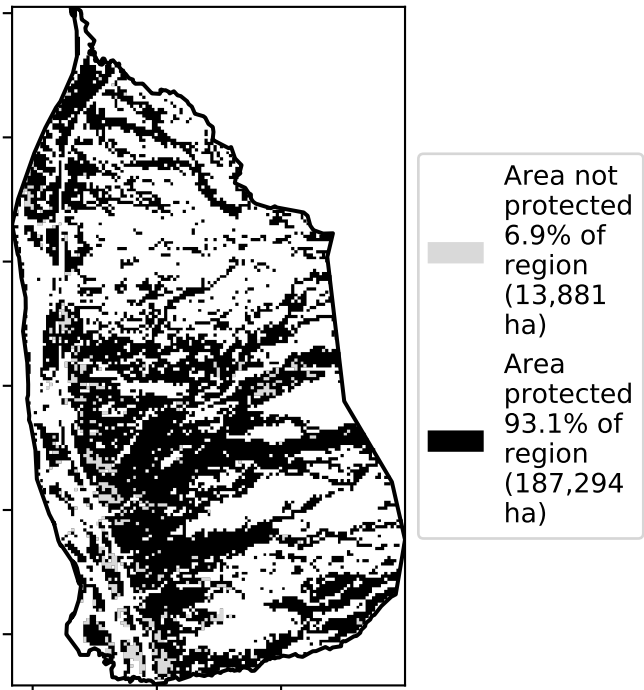 Area not
protected
6.9% of
region
(13,881
ha)
Area
protected
93.1% of
region
(187,294
ha)